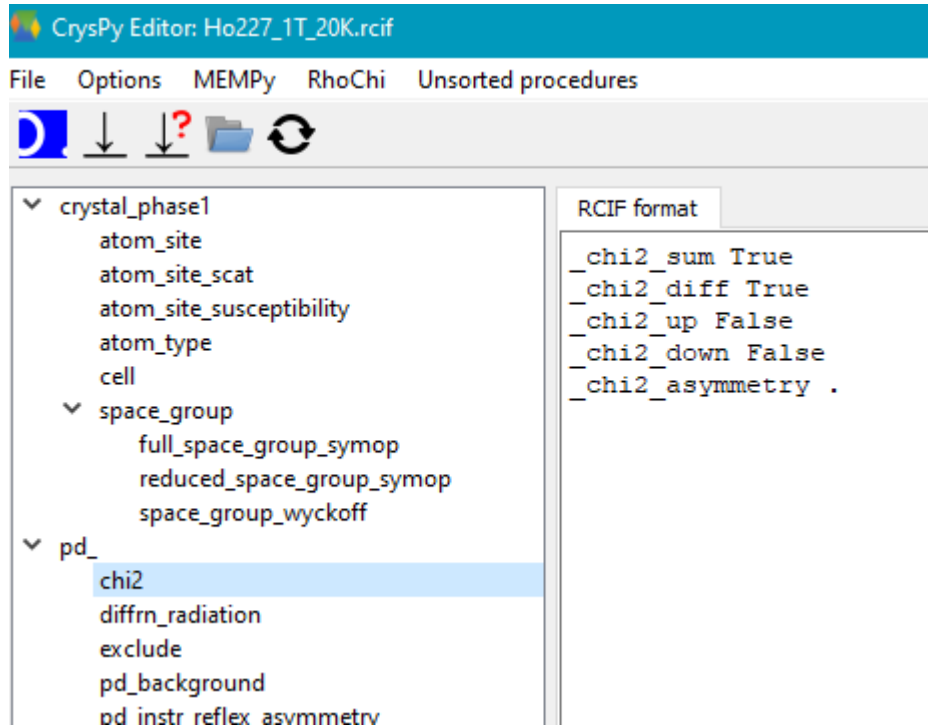 CrysPy Editor: Ho227_1T_20K.rcif
File Options MEMPy RhoChi Unsorted procedures
?
crystal_phase1
atom_site
atom_site_scat
atom_site_susceptibility
atom_type
cell
space_group
full_space_group_symop
reduced_space_group_symop
space_group_wyckoff
pd_
chi2
diffrn_radiation
exclude
pd_background
pd_instr_reflex_asymmetry
RCIF format
_chi2_sum True
_chi2_diff True
_chi2_up False
_chi2_down False
_chi2_asymmetry .